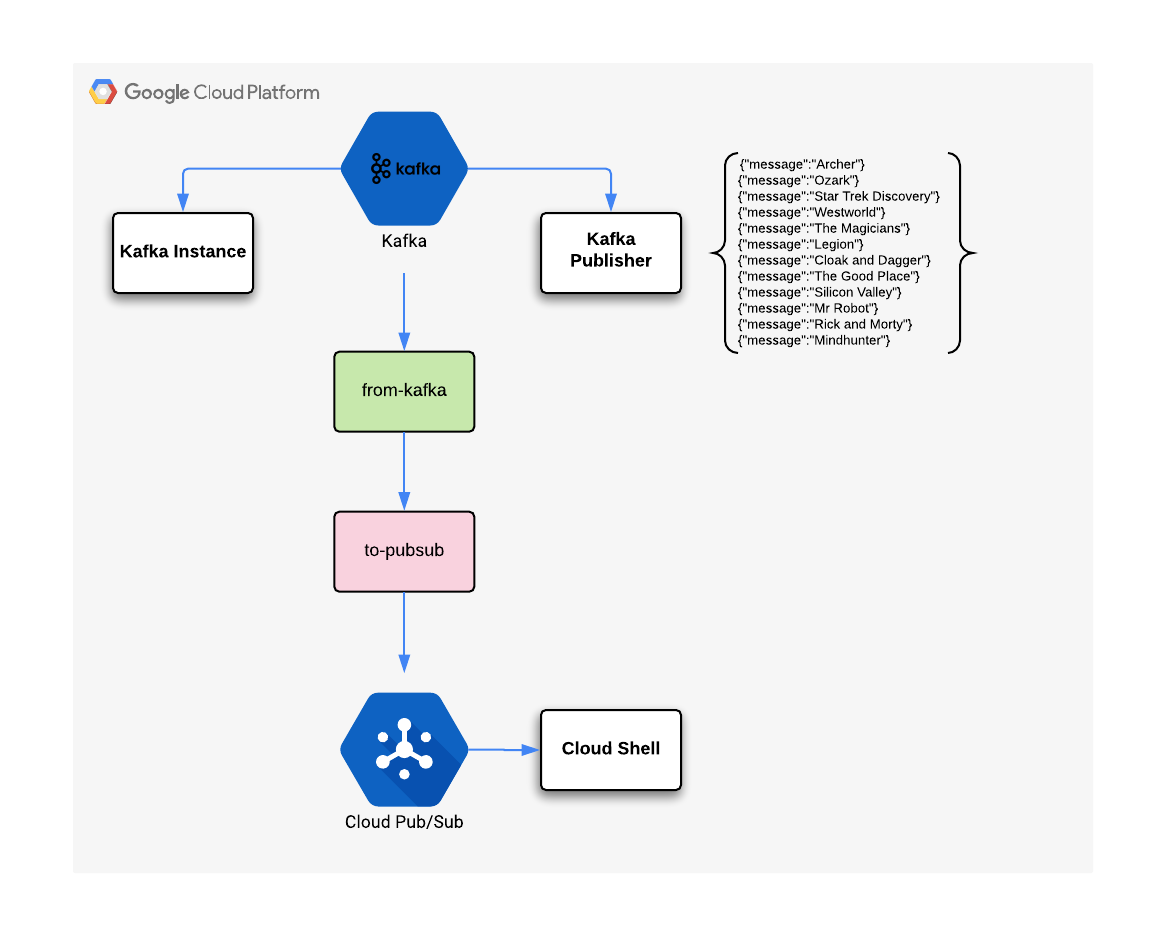 Google Cloud Platform
kafka
Kafka
Kafka Instance
Kafka
Publisher
{"message":"Archer"}
{"message":"Ozark"}
{"message":"Star Trek Discovery"}
{"message":"Westworld"}
{"message":"The Magicians"}
{"message":"Legion"}
{"message":"Cloak and Dagger"}
{"message":"The Good Place"}
{"message":"Silicon Valley"}
{"message":"Mr Robot"}
{"message":"Rick and Morty"}
{"message":"Mindhunter"}
from-kafka
to-pubsub
Cloud Pub/Sub
Cloud Shell